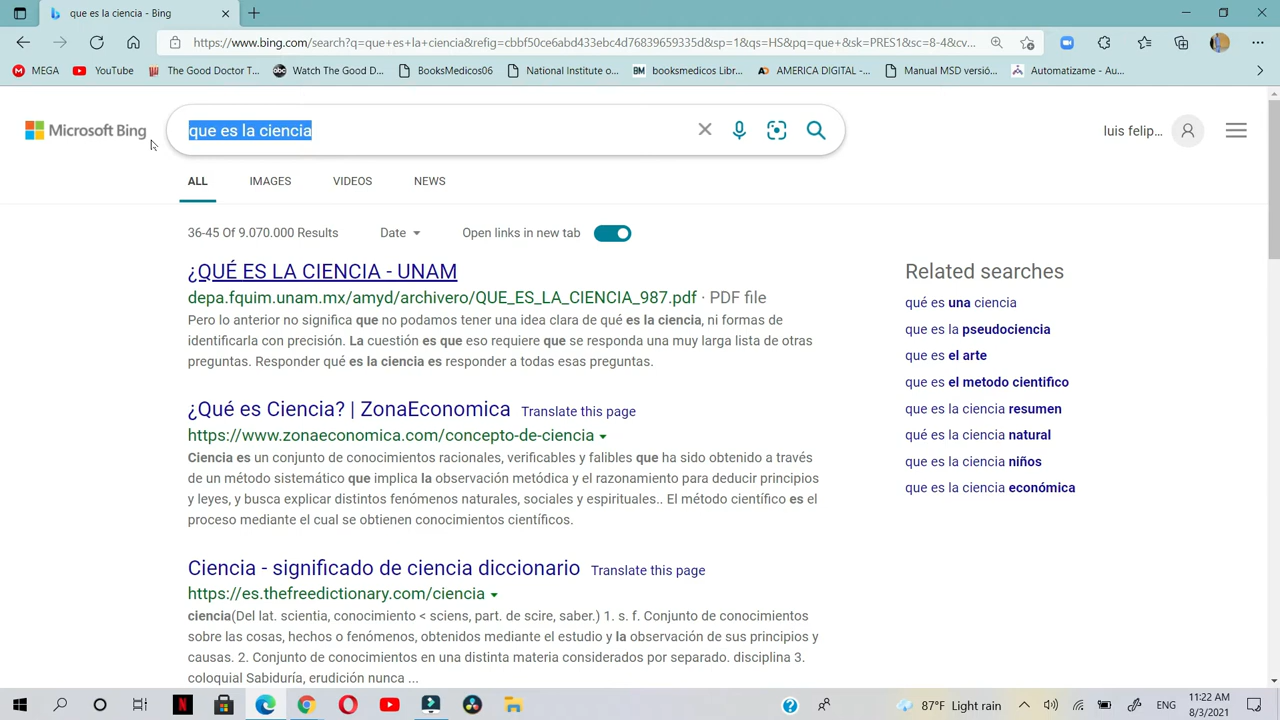 que es la ciencia - Bing
https://www.bing.com/search?q=que+es+la+ciencia&refig=cbbf50ce6abd433ebc4d76839659335d&sp=1&qs=HS&pq=que+&sk=PRES1&sc=8-4&cv...
MEGA YouTube The Good Doctor T... Watch The Good D... BooksMedicos06 National Institute o... BM booksmedicos Libr... AMERICA DIGITAL -... Manual MSD versió... Automatizame - Au...
Microsoft Bing que es la ciencia luis felip...
ALL IMAGES VIDEOS NEWS
36-45 Of 9.070.000 Results Date Open links in new tab
¿QUÉ ES LA CIENCIA - UNAM
depa.fquim.unam.mx/amyd/archivero/QUE_ES_LA_CIENCIA_987.pdf · PDF file
Pero lo anterior no significa que no podamos tener una idea clara de qué es la ciencia, ni formas de
identificarla con precisión. La cuestión es que eso requiere que se responda una muy larga lista de otras
preguntas. Responder qué es la ciencia es responder a todas esas preguntas.
¿Qué es Ciencia? | ZonaEconomica Translate this page
https://www.zonaeconomica.com/concepto-de-ciencia
Ciencia es un conjunto de conocimientos racionales, verificables y falibles que ha sido obtenido a través
de un método sistemático que implica la observación metódica y el razonamiento para deducir principios
y leyes, y busca explicar distintos fenómenos naturales, sociales y espirituales.. El método científico es el
proceso mediante el cual se obtienen conocimientos científicos.
Ciencia - significado de ciencia diccionario Translate this page
https://es.thefreedictionary.com/ciencia
ciencia(Del lat. scientia, conocimiento < sciens, part. de scire, saber.) 1. s. f. Conjunto de conocimientos
sobre las cosas, hechos o fenómenos, obtenidos mediante el estudio y la observación de sus principios y
causas. 2. Conjunto de conocimientos en una distinta materia considerados por separado. disciplina 3.
coloquial Sabiduría, erudición nunca ...
Related searches
qué es una ciencia
que es la pseudociencia
que es el arte
que es el metodo cientifico
que es la ciencia resumen
qué es la ciencia natural
que es la ciencia niños
que es la ciencia económica
87°F Light rain ENG 11:22 AM
8/3/2021